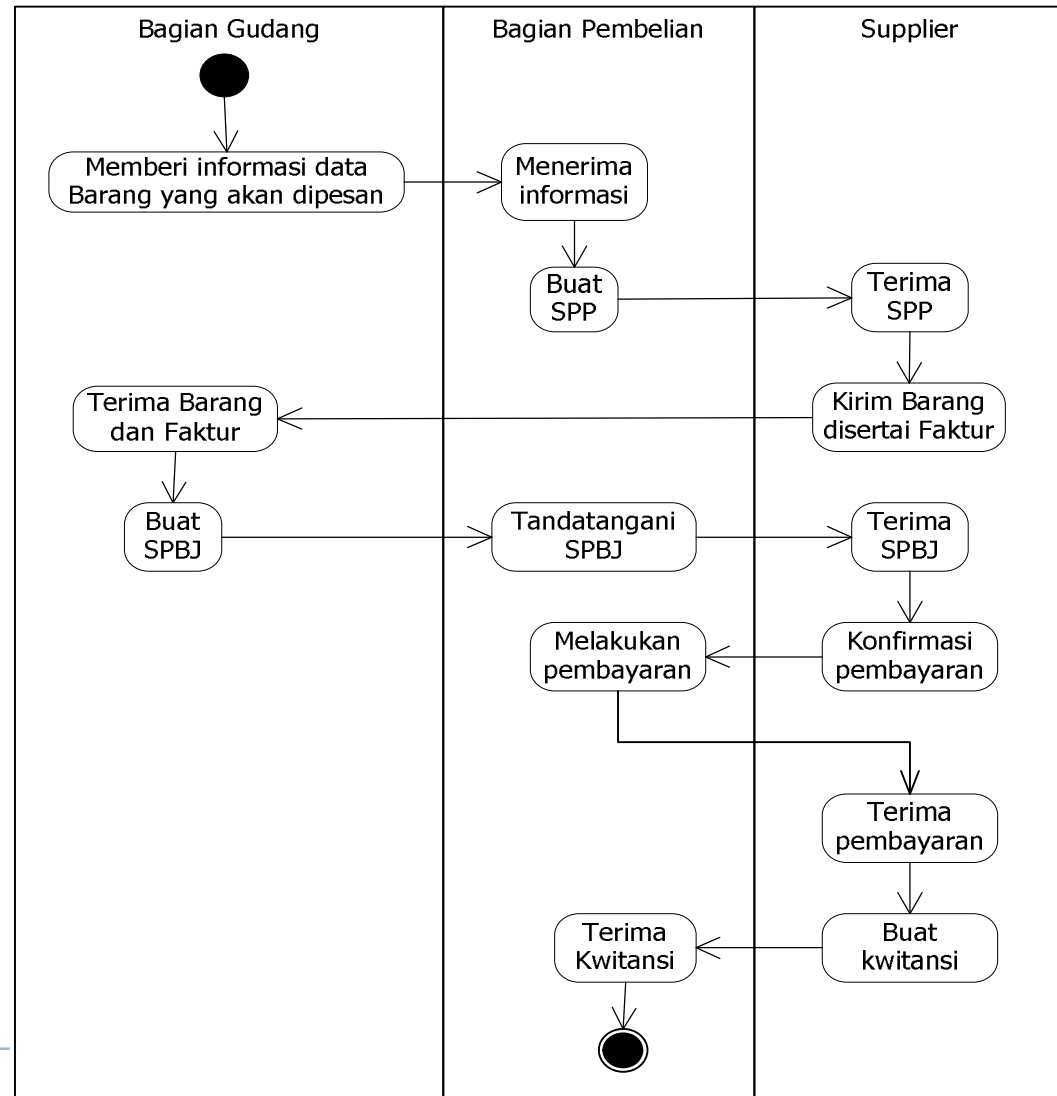 Bagian Gudang
Bagian Pembelian
Supplier
Memberi informasi data
Barang yang akan dipesan
Menerima
informasi
Buat
SPP
Terima
SPP
Kirim Barang
disertai Faktur
Terima Barang
dan Faktur
Buat
SPBJ
Tandatangani
SPBJ
Terima
SPBJ
Konfirmasi
pembayaran
Melakukan
pembayaran
Terima
pembayaran
Buat
kwitansi
Terima
Kwitansi